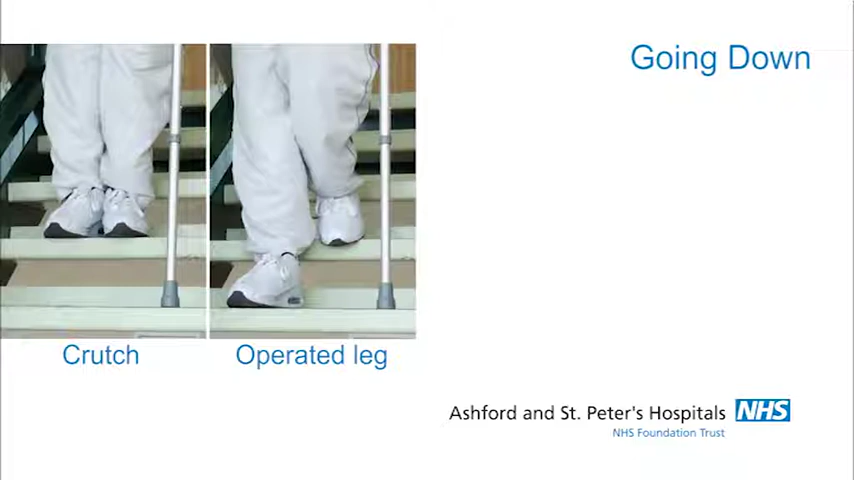 Going Down
Crutch
Operated leg
Ashford and St. Peter's Hospitals NHS
NHS Foundation Trust